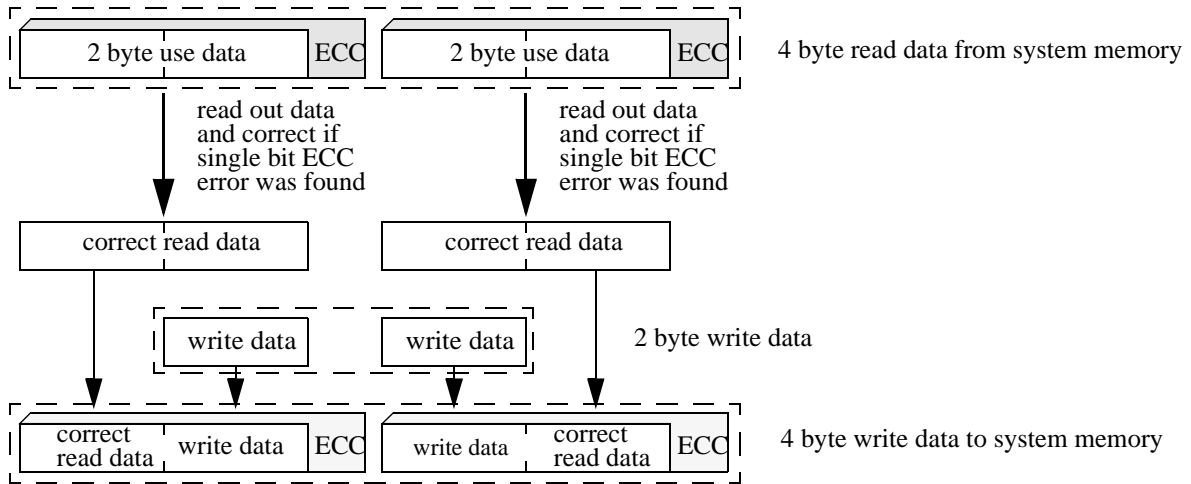 2 byte use data ECC 2 byte use data ECC 4 byte read data from system memory
read out data
and correct if
single bit ECC
error was found
read out data
and correct if
single bit ECC
error was found
correct read data correct read data
write data write data 2 byte write data
correct
read data write data ECC write data correct
read data ECC 4 byte write data to system memory